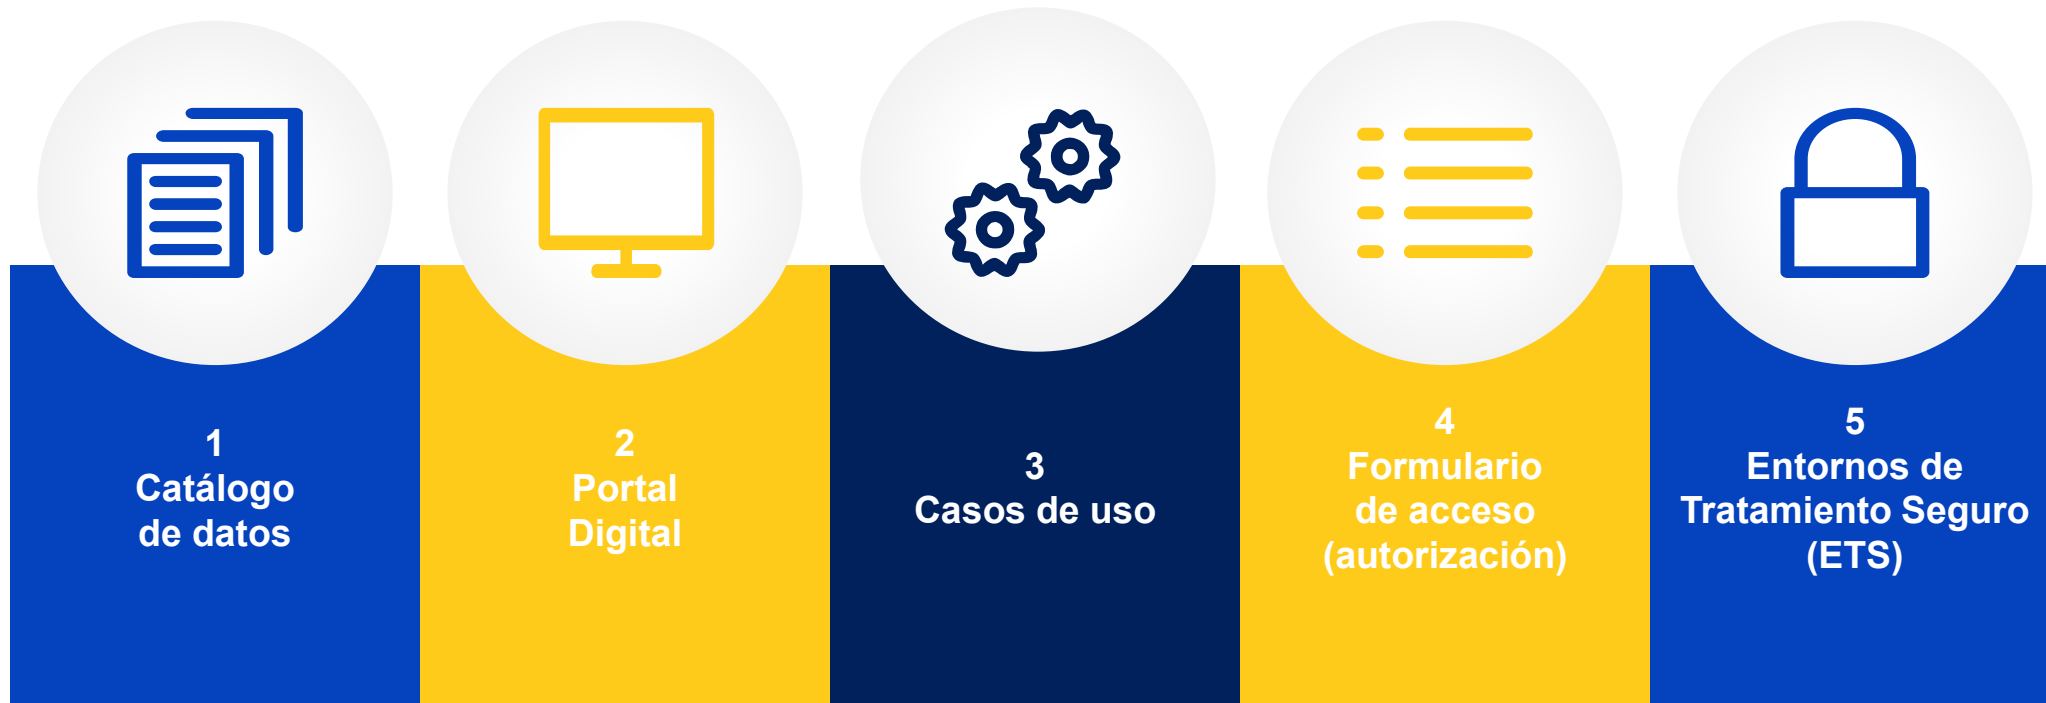 1
Catálogo
de datos
2
Portal
Digital
3
Casos de uso
4
Formulario
de acceso
(autorización)
5
Entornos de
Tratamiento Seguro
(ETS)